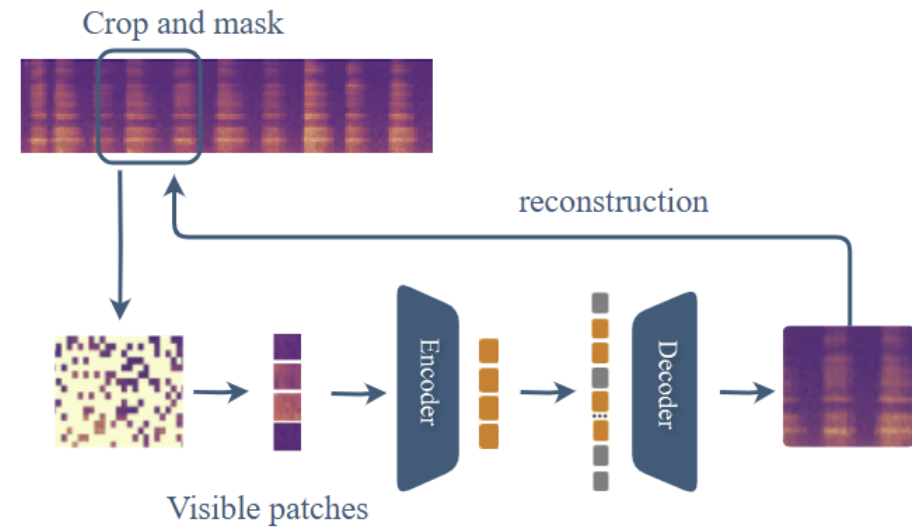 Crop and mask
reconstruction
Encoder
Decoder
Visible patches